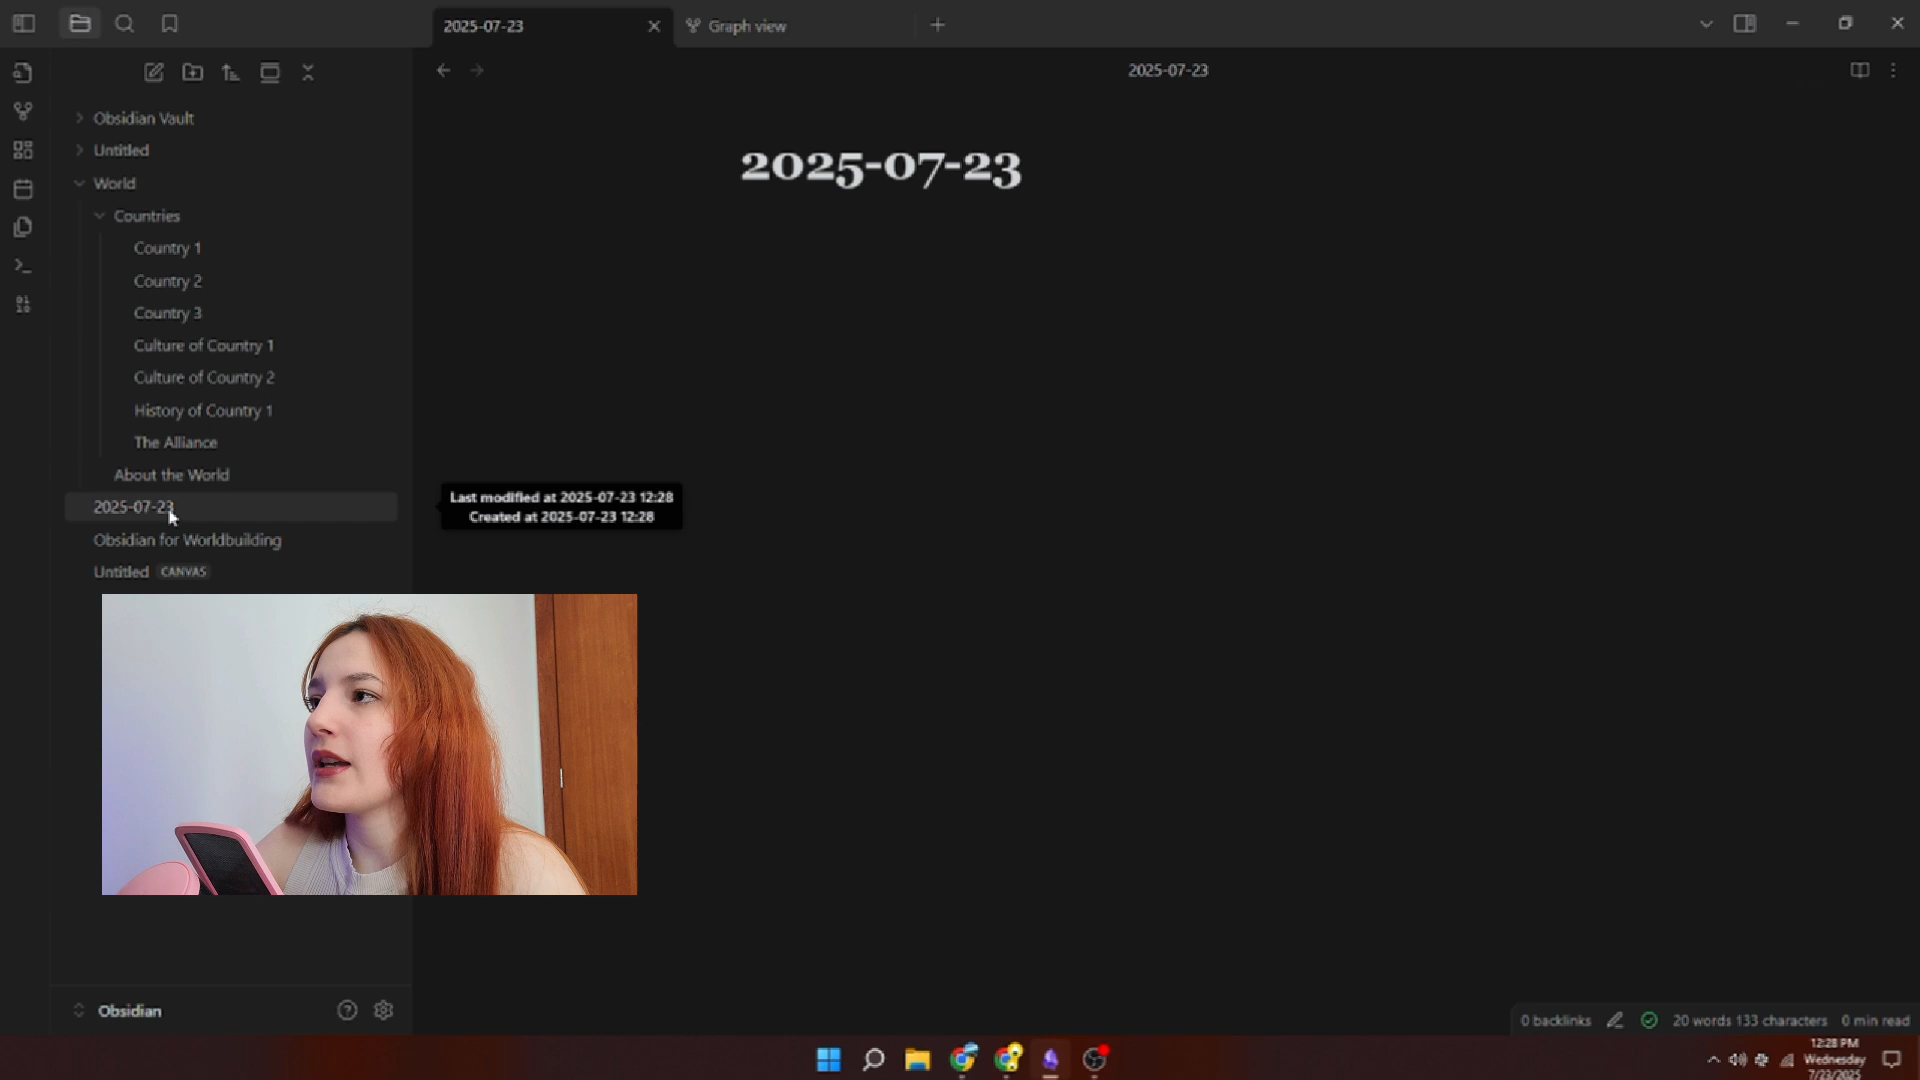 2025-07-23
Graph view
2025-07-23
Obsidian Vault
Untitled
World
Countries
Country 1
Country 2
Country 3
Culture of Country 1
Culture of Country 2
History of Country 1
The Alliance
About the World
2025-07-23
Obsidian for Worldbuilding
Untitled CANVAS
2025-07-23
Last modified at 2025-07-23 12:28
Created at 2025-07-23 12:28
Obsidian
0 backlinks 20 words 133 characters 0 min read
12:28 PM
Wednesday
7/23/2025